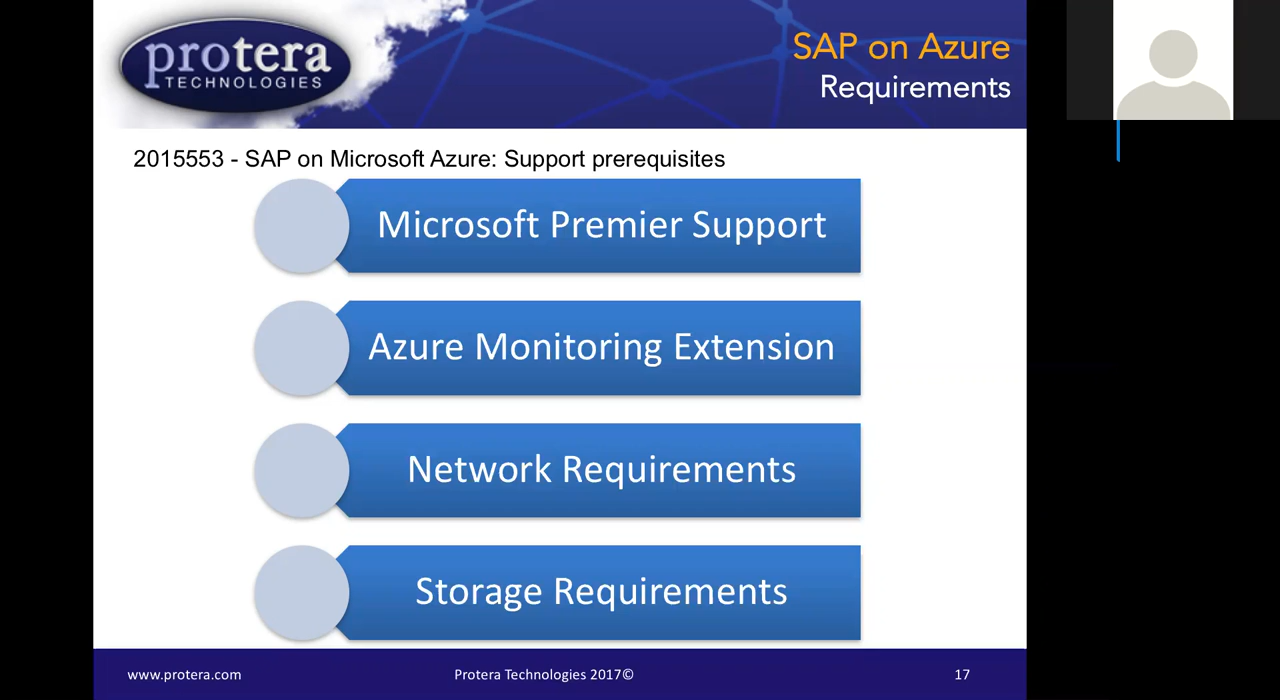 protera
TECHNOLOGIES
SAP on Azure
Requirements
2015553 - SAP on Microsoft Azure: Support prerequisites
Microsoft Premier Support
Azure Monitoring Extension
Network Requirements
Storage Requirements
www.protera.com
Protera Technologies 2017©
17